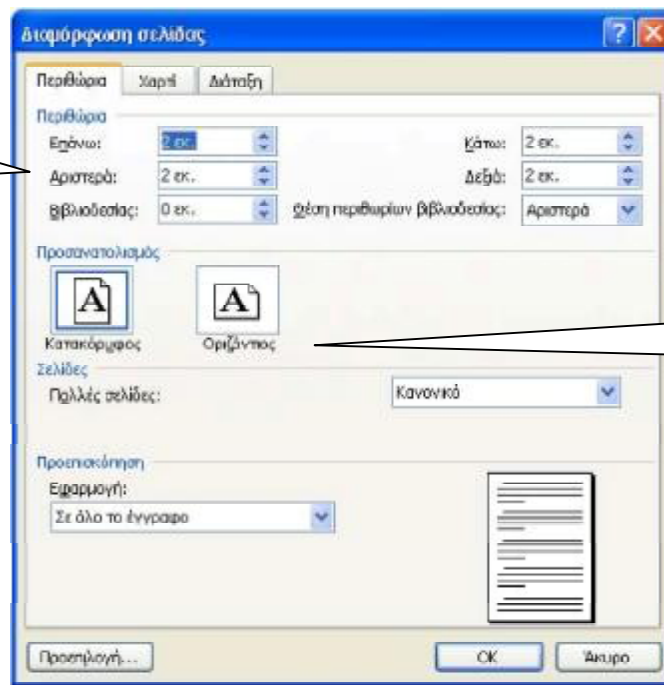 Διαμόρφωση σελίδας
Περιθώρια Χαρτί Διάταξη
Περιθώρια
Επάνω: 2 εκ. Κάτω: 2 εκ.
Αριστερά: 2 εκ. Δεξιά: 2 εκ.
Βιβλιοδεσίας: 0 εκ. Θέση περιθωρίων βιβλιοδεσίας: Αριστερά
Προσανατολισμός
A A
Κατακόρυφος Οριζόντιος
Σελίδες
Πολλές σελίδες: Κανονικό
Προεπισκόπηση
Εφαρμογή:
Σε όλο το έγγραφο
Προεπιλογή... OK Άκυρο